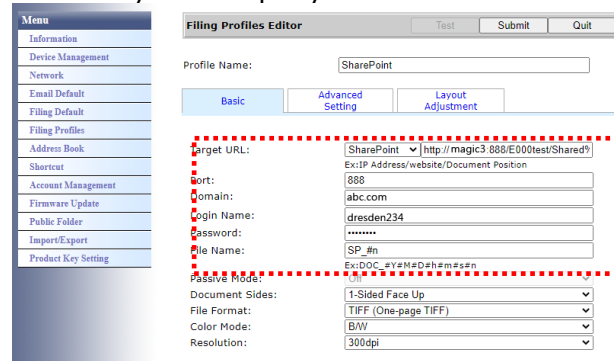 Menu
Information
Device Management
Network
Email Default
Filing Default
Filing Profiles
Address Book
Shortcut
Account Management
Firmware Update
Public Folder
Import/Export
Product Key Setting
Filing Profiles Editor Test Submit Quit
Profile Name: SharePoint
Basic Advanced Setting Layout Adjustment
Target URL: SharePoint http://magic3:888/E000test/Shared%
Ex:IP Address/website/Document Position
Port: 888
Domain: abc.com
Login Name: dresden234
Password: ••••••••
File Name: SP_#n
Ex:DOC_#Y#M#D#h#m#s#n
Passive Mode: Off
Document Sides: 1-Sided Face Up
File Format: TIFF (One-page TIFF)
Color Mode: B/W
Resolution: 300dpi